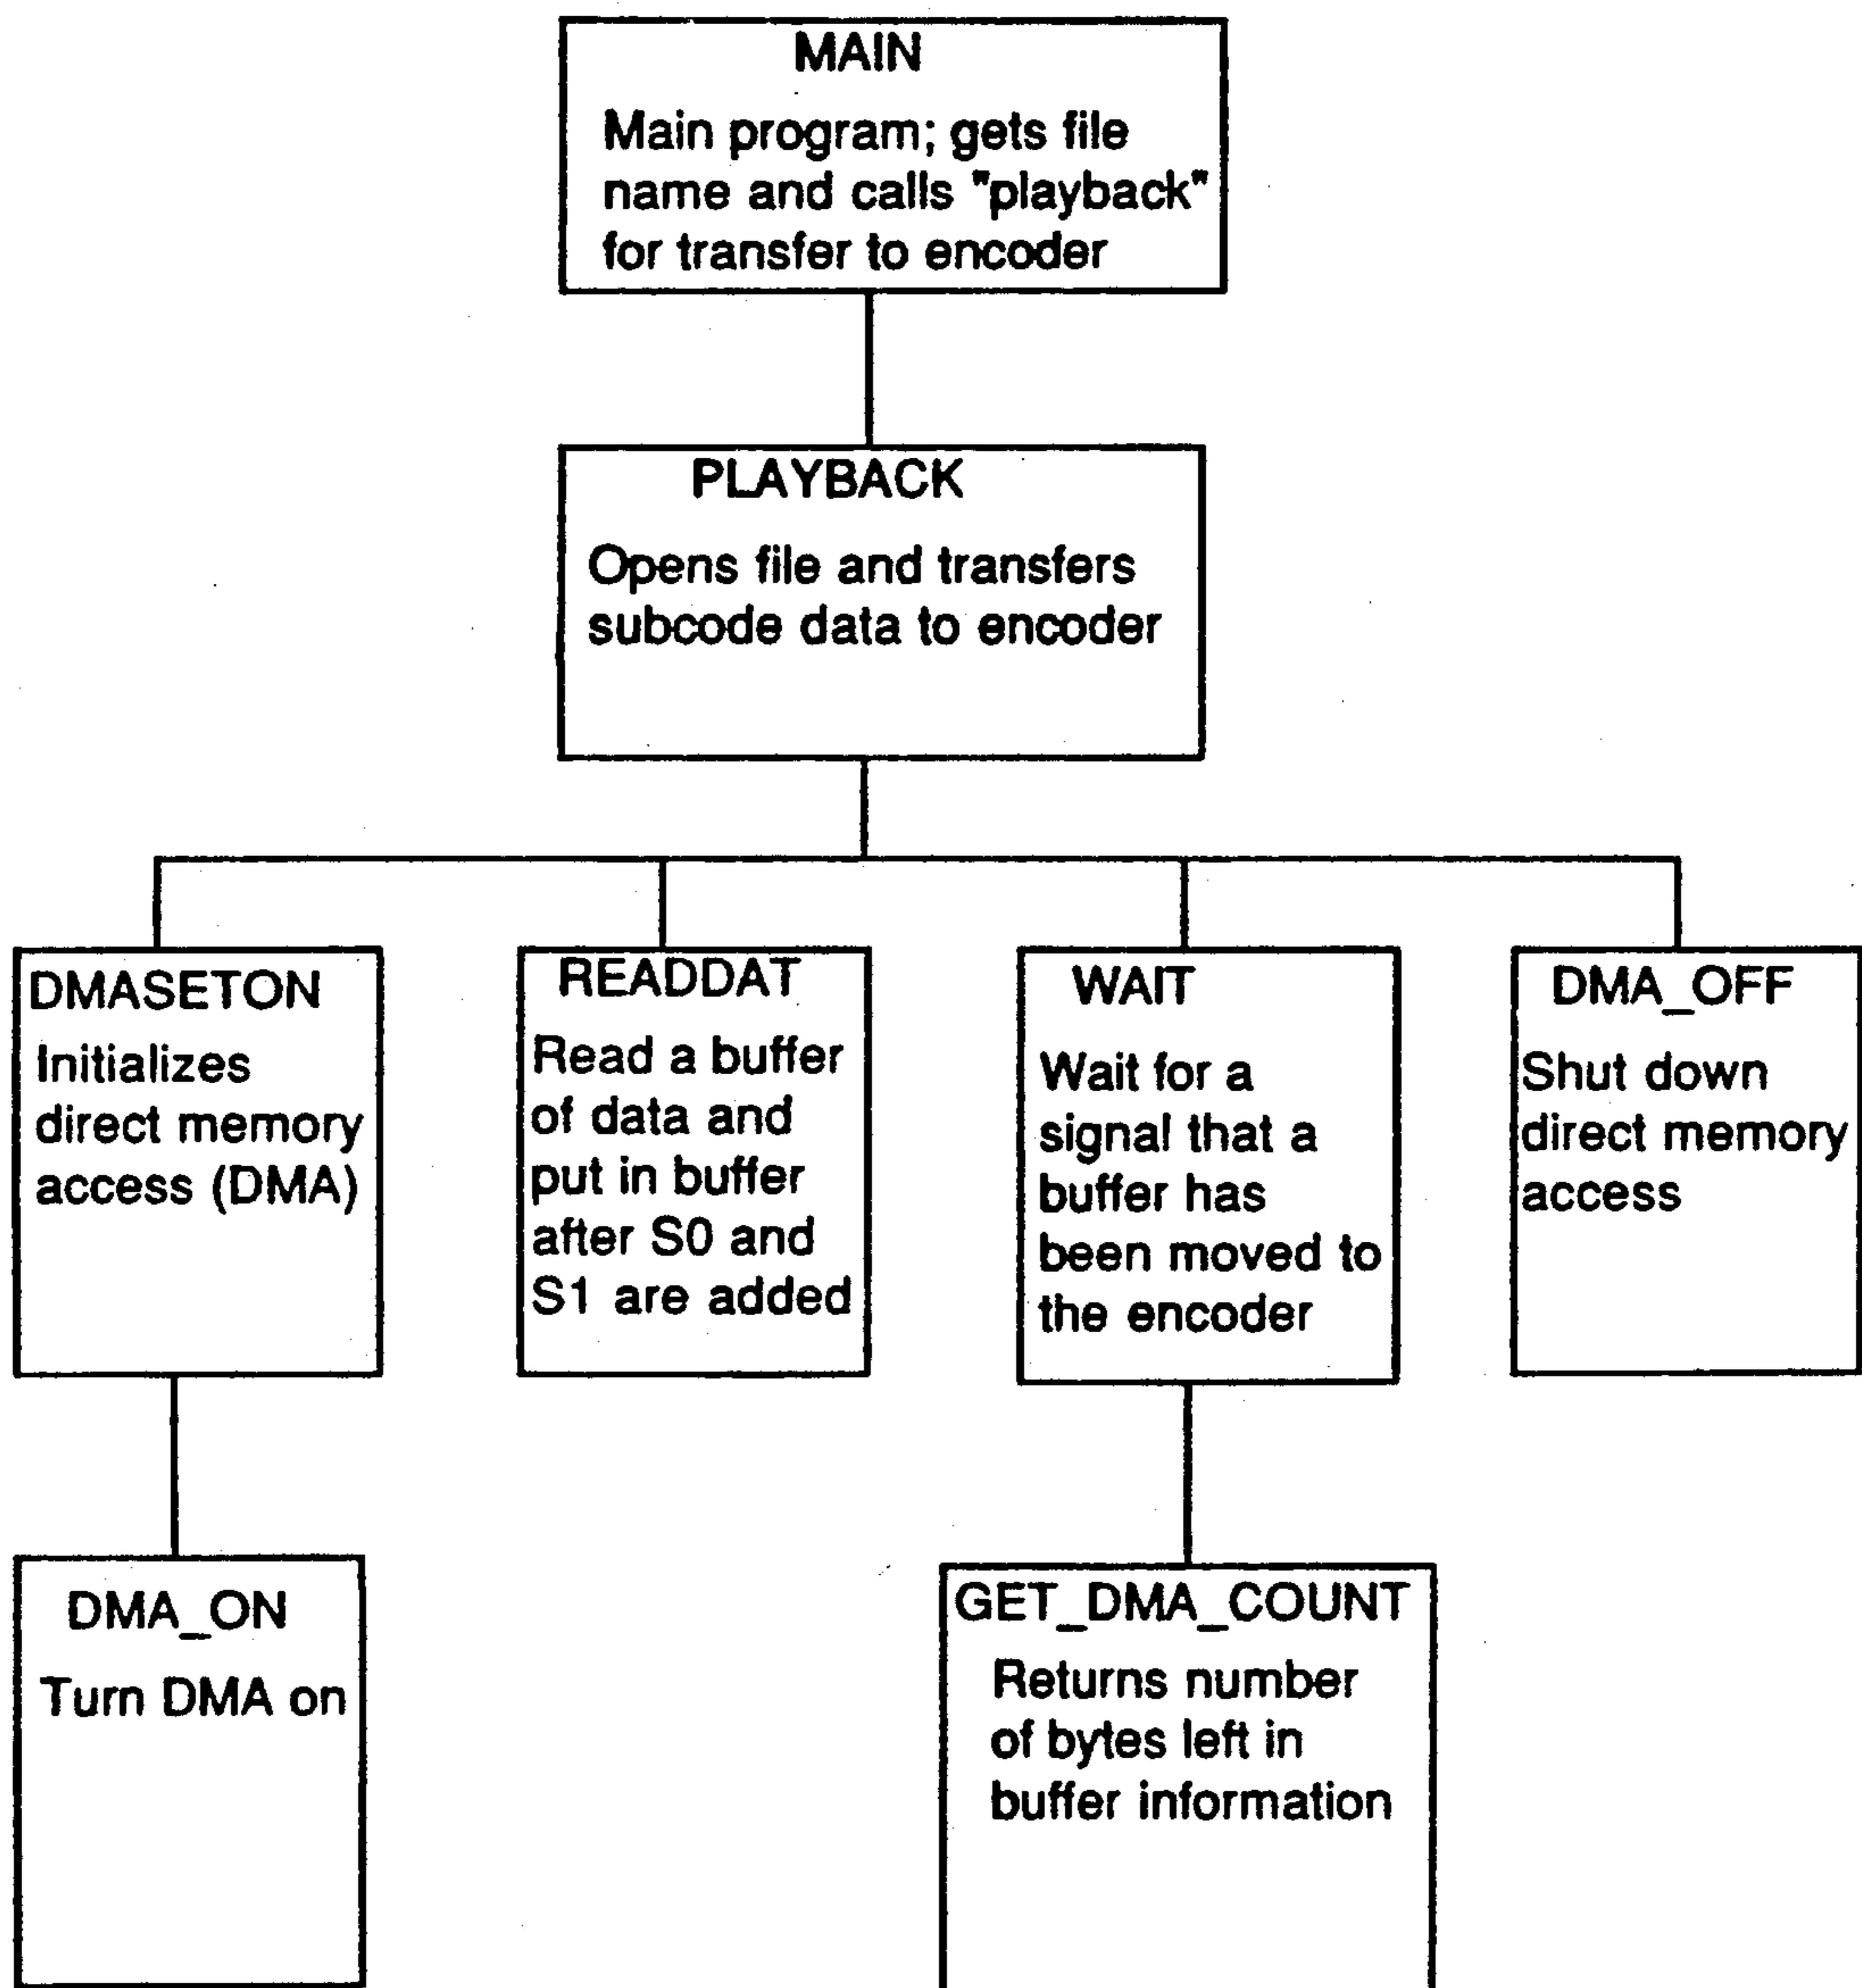 MAIN
Main program; gets file
name and calls "playback"
for transfer to encoder
PLAYBACK
Opens file and transfers
subcode data to encoder
DMASETON
Initializes
direct memory
access (DMA)
READDAT
Read a buffer
of data and
put in buffer
after S0 and
S1 are added
WAIT
Wait for a
signal that a
buffer has
been moved to
the encoder
DMA_OFF
Shut down
direct memory
access
DMA_ON
Turn DMA on
GET_DMA_COUNT
Returns number
of bytes left in
buffer information